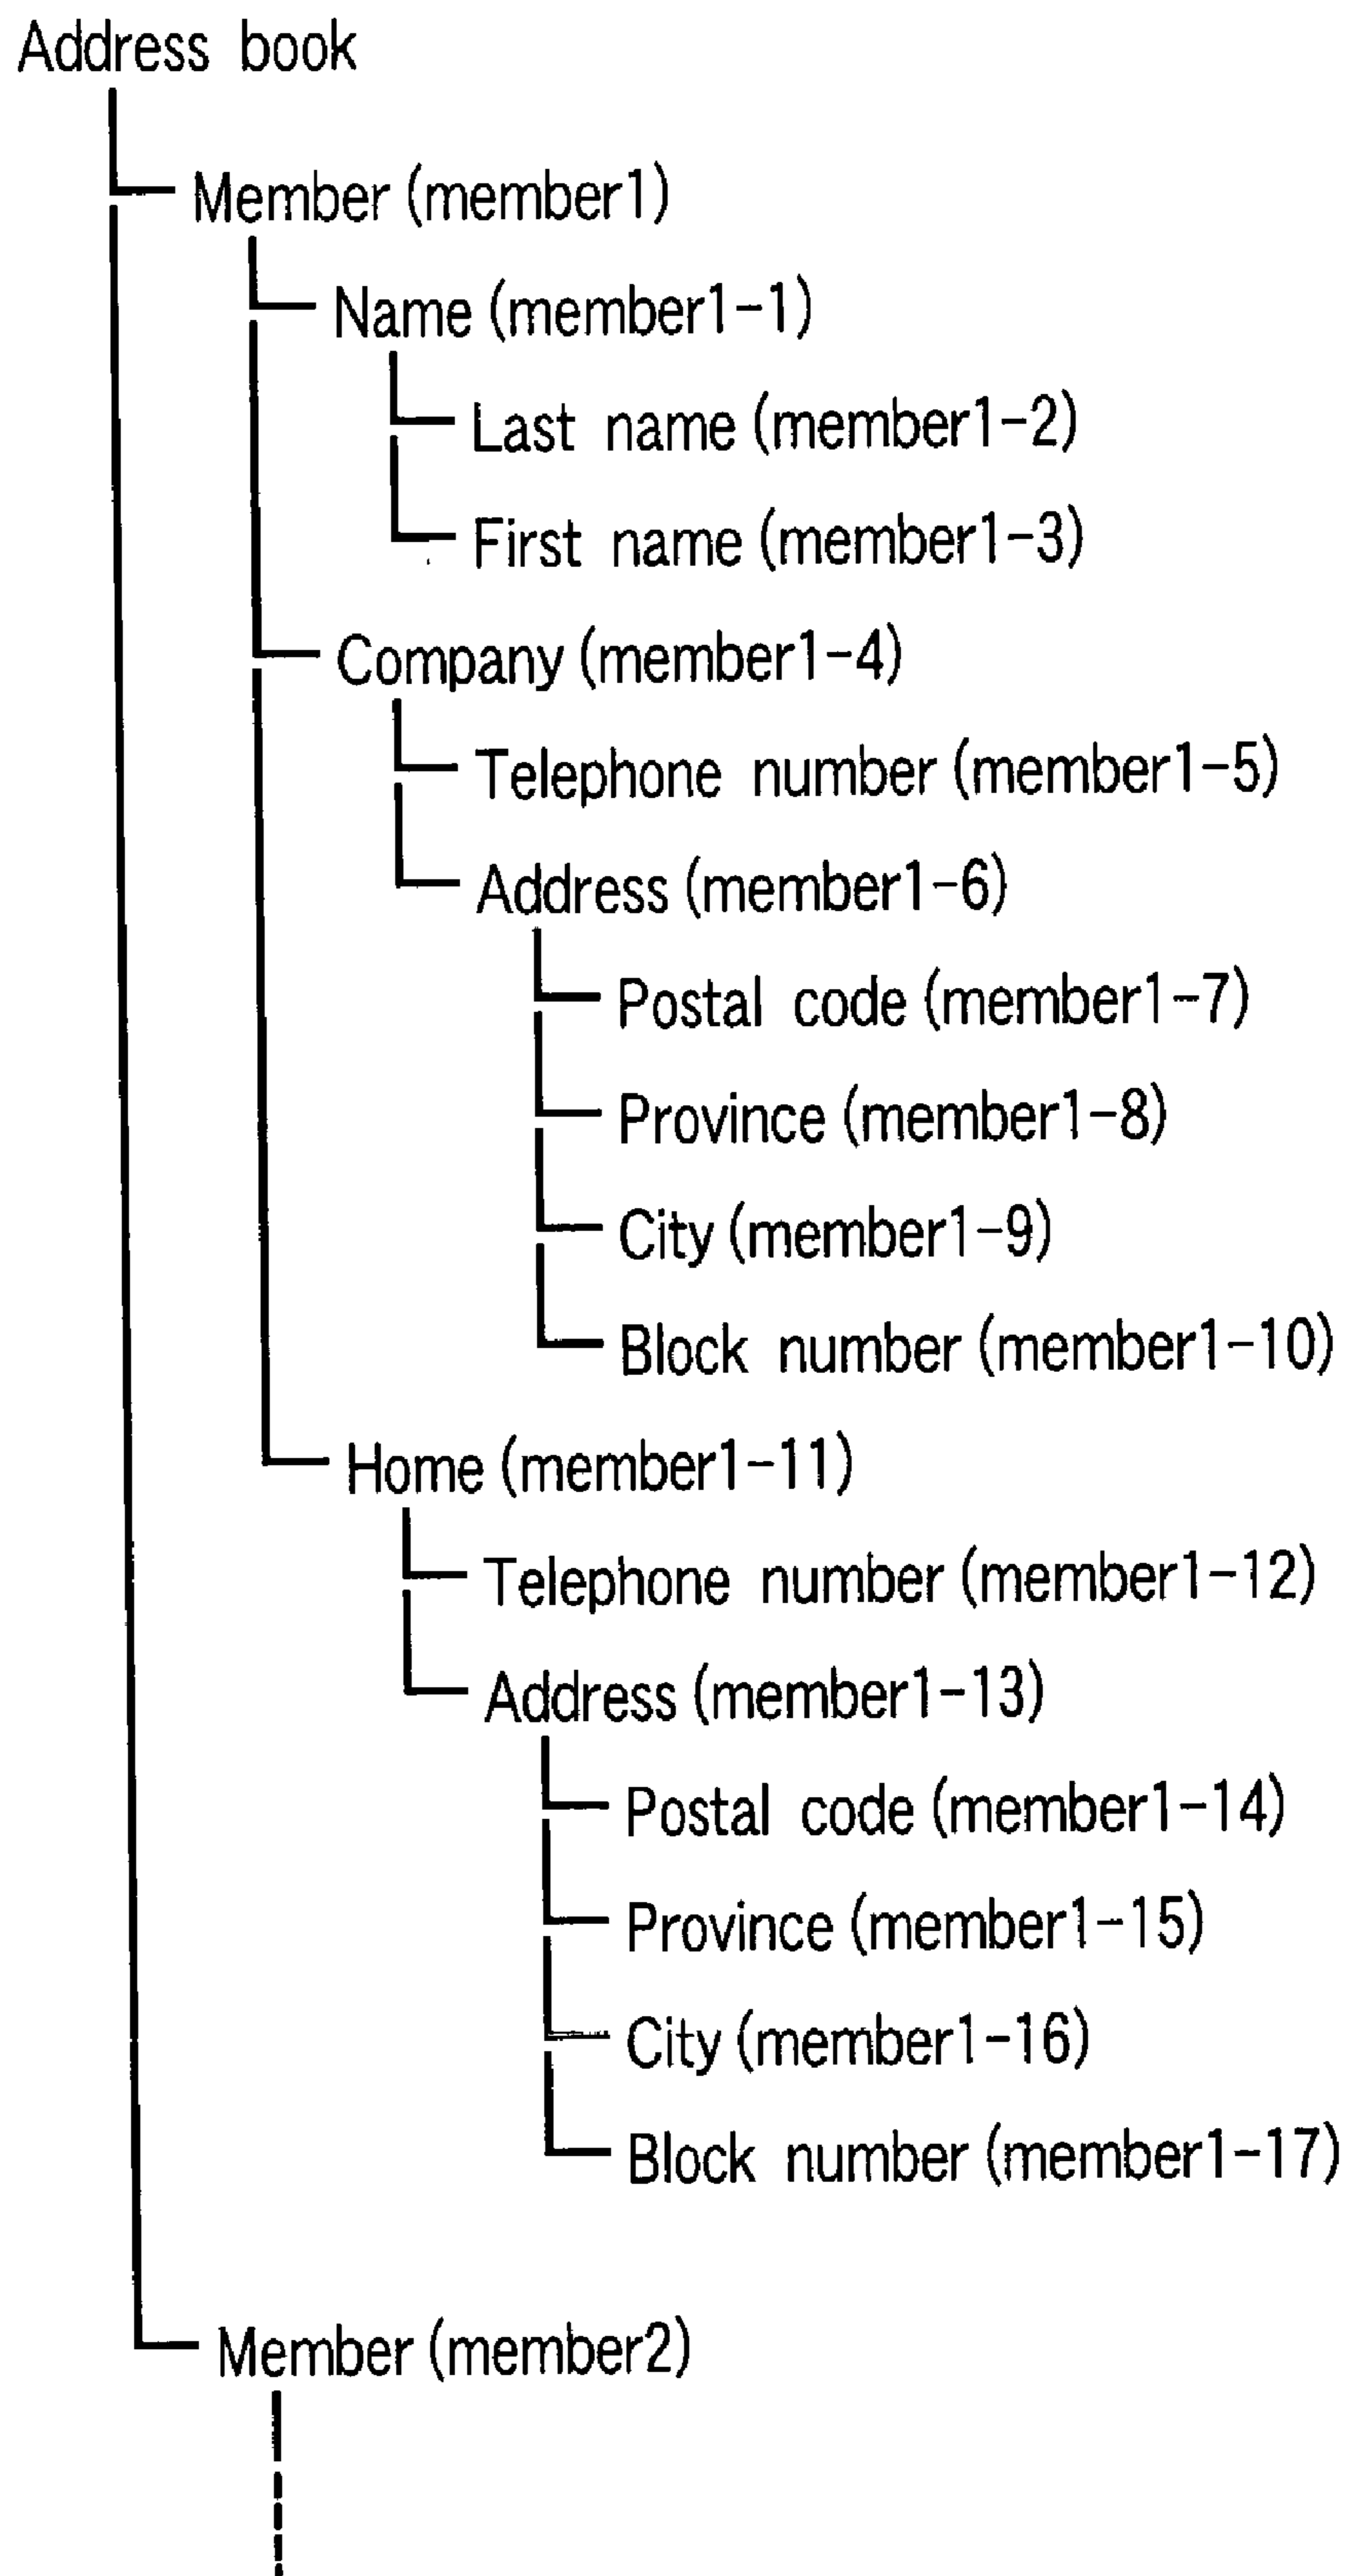 Address book
Member (member1)
Name (member1-1)
Last name (member1-2)
First name (member1-3)
Company (member1-4)
Telephone number (member1-5)
Address (member1-6)
Postal code (member1-7)
Province (member1-8)
City (member1-9)
Block number (member1-10)
Home (member1-11)
Telephone number (member1-12)
Address (member1-13)
Postal code (member1-14)
Province (member1-15)
City (member1-16)
Block number (member1-17)
Member (member2)